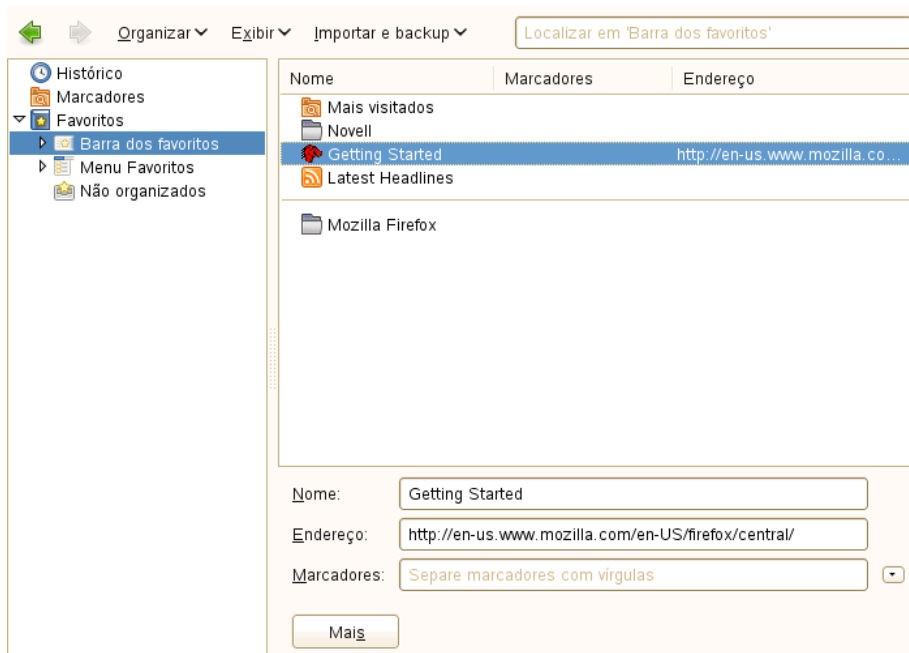 Organizar Exibir Importar e backup Localizar em 'Barra dos favoritos'
Histórico
Marcadores
Favoritos
Barra dos favoritos
Menu Favoritos
Não organizados
Nome Marcadores Endereço
Mais visitados
Novell
Getting Started http://en-us.www.mozilla.co...
Latest Headlines
Mozilla Firefox
Nome: Getting Started
Endereço: http://en-us.www.mozilla.com/en-US/firefox/central/
Marcadores: Separe marcadores com vírgulas
Mais